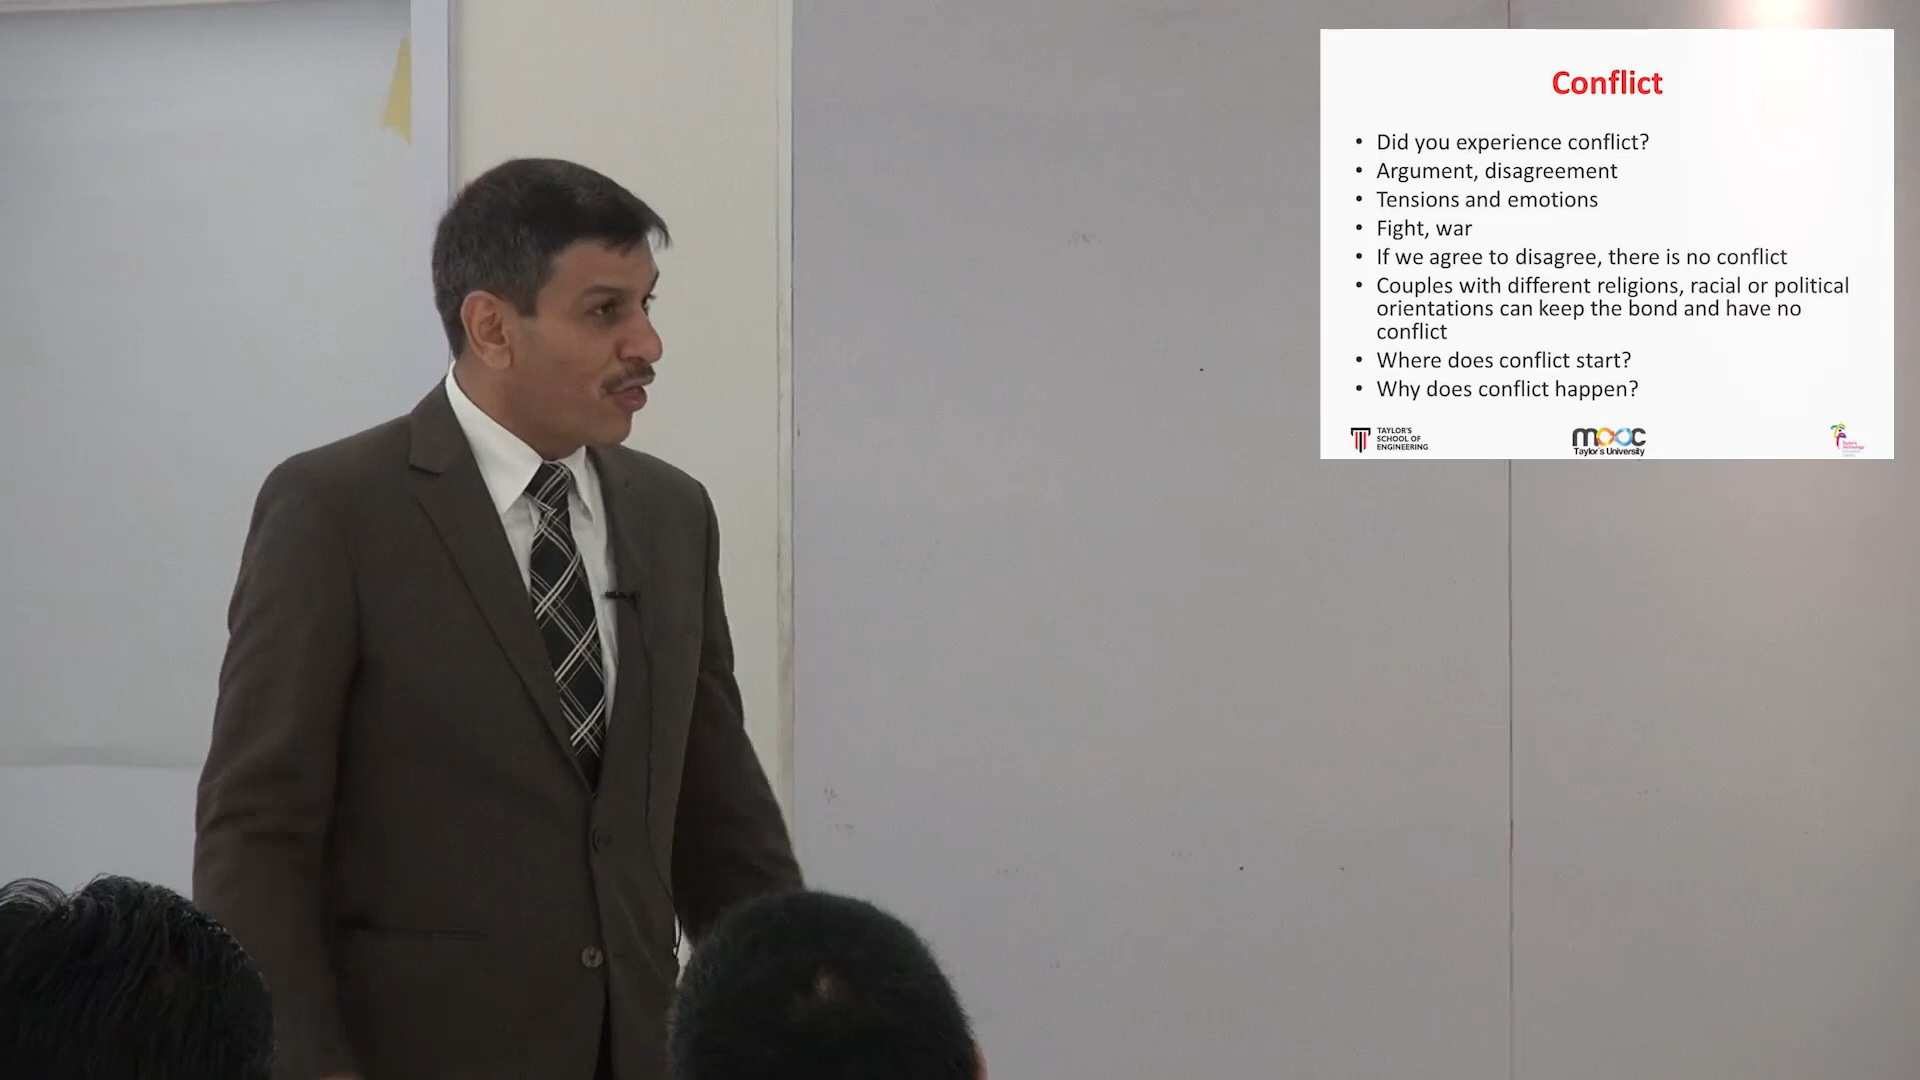 Conflict
• Did you experience conflict?
• Argument, disagreement
• Tensions and emotions
• Fight, war
• If we agree to disagree, there is no conflict
• Couples with different religions, racial or political
orientations can keep the bond and have no
conflict
• Where does conflict start?
• Why does conflict happen?
TAYLOR'S
SCHOOL OF
ENGINEERING
mooc
Taylor's University